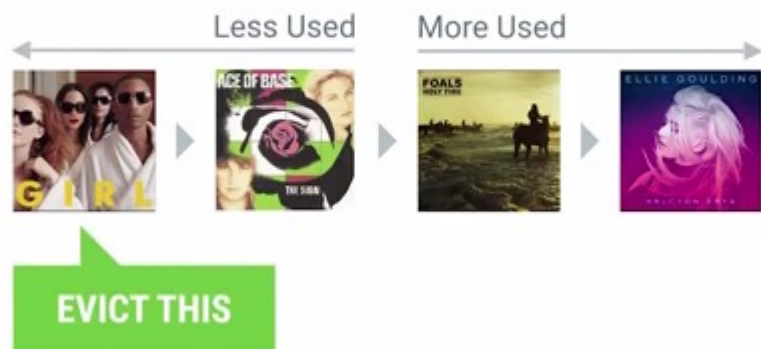 Less Used
More Used
GIRL
ACE OF BASE
THE SIGN
FOALS
HOLY FIRE
ELLIE GOULDING
HALCYON DAYS
EVICT THIS